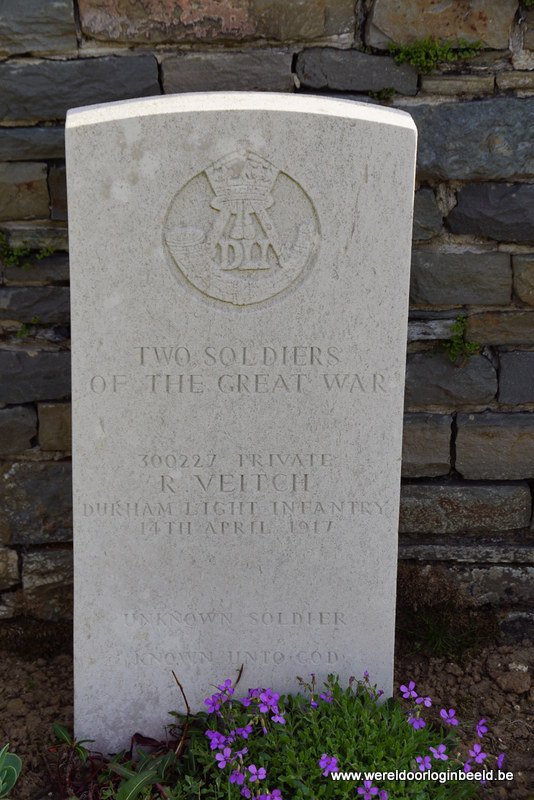 DLI
TWO SOLDIERS
OF THE GREAT WAR
300227 PRIVATE
R. VEITCH
DURHAM LIGHT INFANTRY
14TH APRIL 1917
UNKNOWN SOLDIER
KNOWN UNTO GOD
www.wereldoorloginbeeld.be